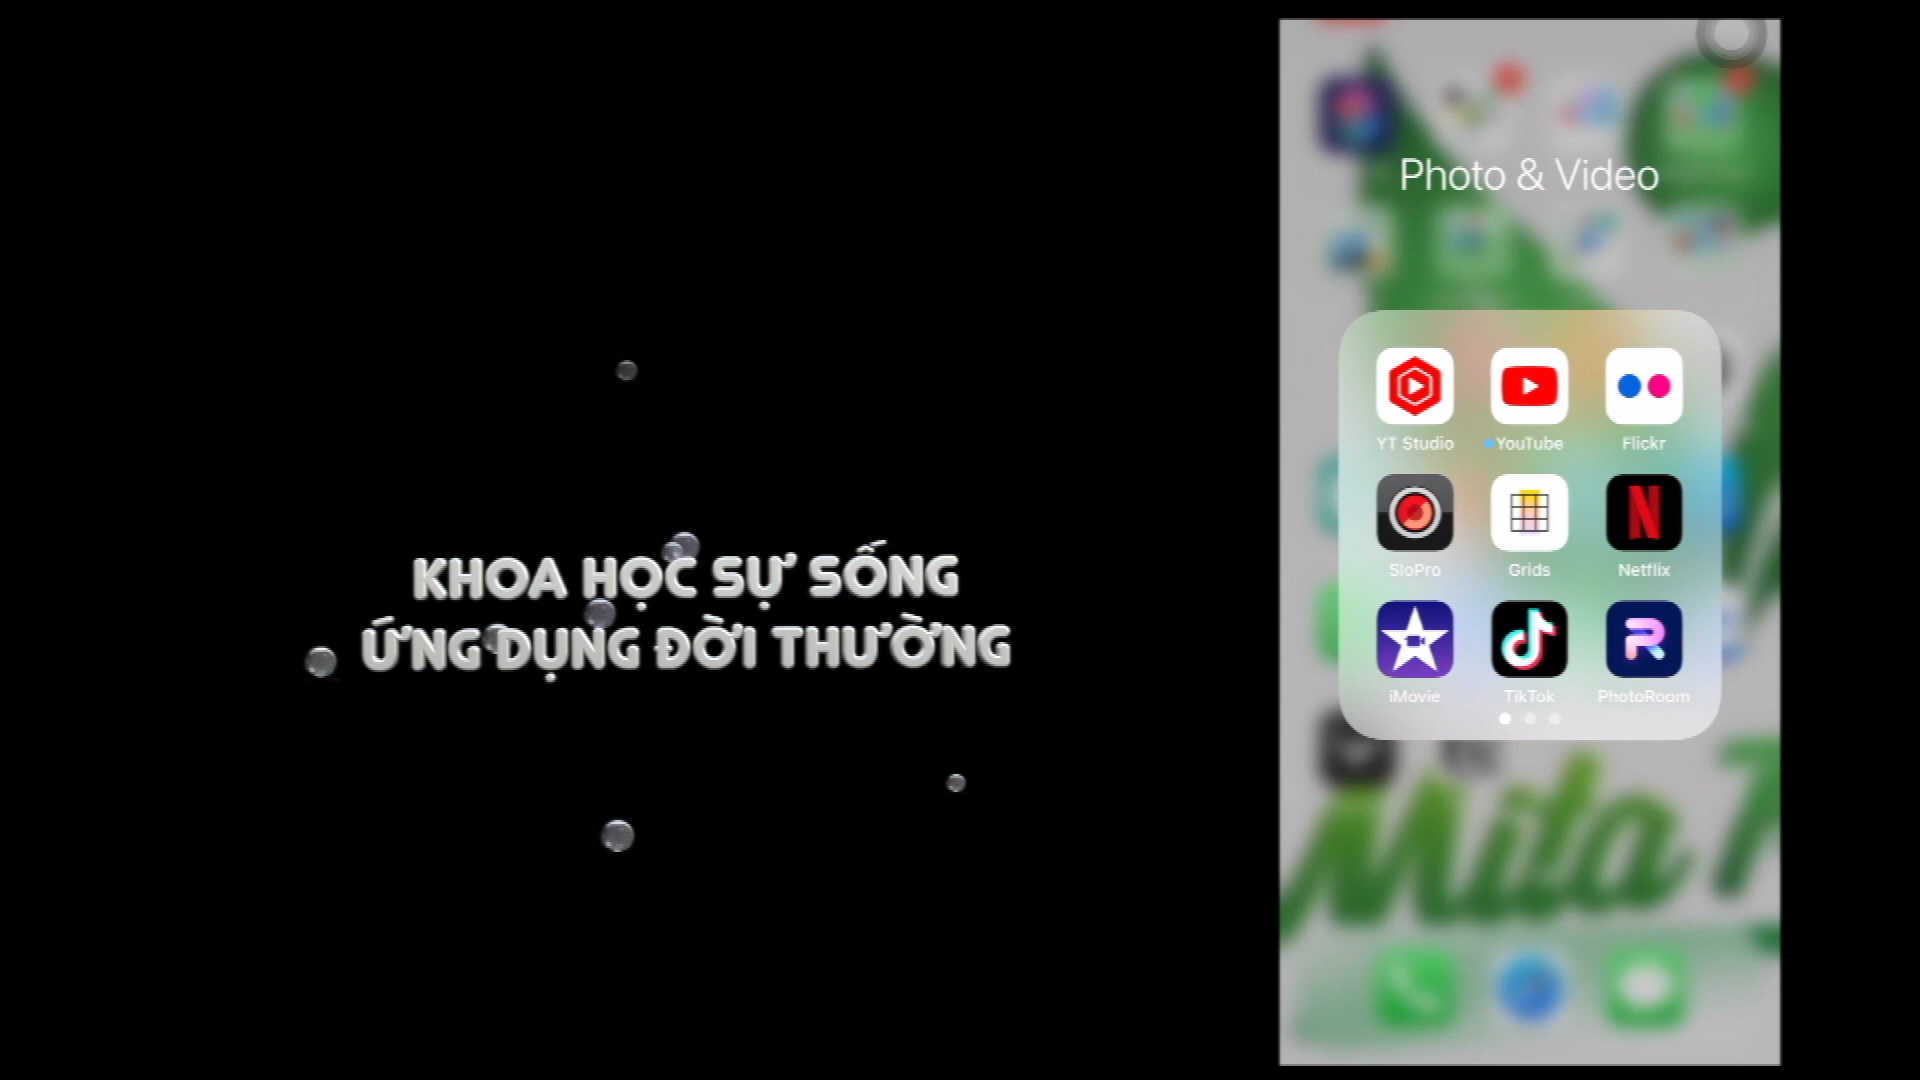 KHOA HỌC SỰ SỐNG
ỨNG DỤNG ĐỜI THƯỜNG
Photo & Video
YT Studio
YouTube
Flickr
SloPro
Grids
Netflix
iMovie
TikTok
PhotoRoom
Mita